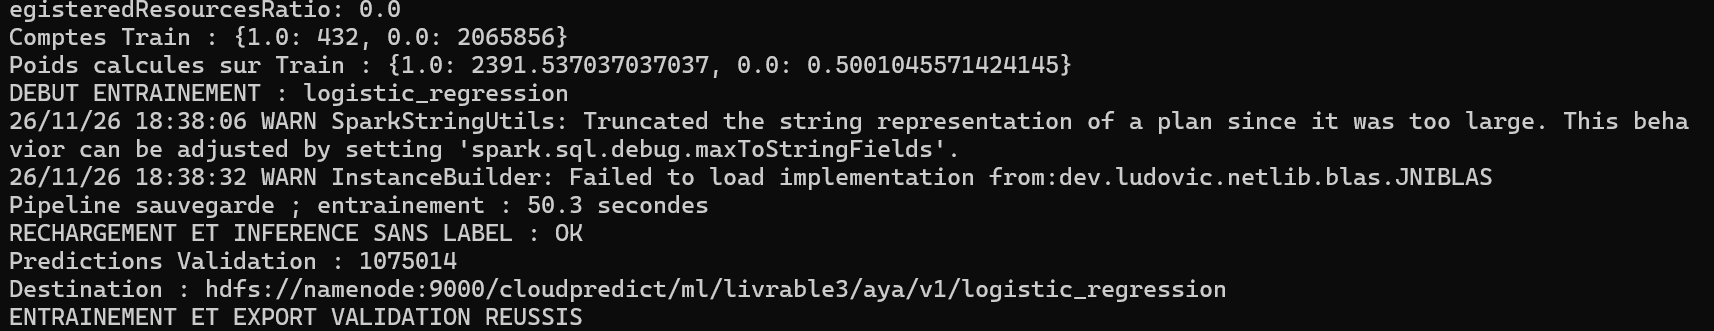 egisteredResourcesRatio: 0.0
Comptes Train : {1.0: 432, 0.0: 2065856}
Poids calcules sur Train : {1.0: 2391.537037037037, 0.0: 0.5001045571424145}
DEBUT ENTRAINEMENT : logistic_regression
26/11/26 18:38:06 WARN SparkStringUtils: Truncated the string representation of a plan since it was too large. This beha
vior can be adjusted by setting 'spark.sql.debug.maxToStringFields'.
26/11/26 18:38:32 WARN InstanceBuilder: Failed to load implementation from:dev.ludovic.netlib.blas.JNIBLAS
Pipeline sauvegarde ; entrainement : 50.3 secondes
RECHARGEMENT ET INFERENCE SANS LABEL : OK
Predictions Validation : 1075014
Destination : hdfs://namenode:9000/cloudpredict/ml/livrable3/aya/v1/logistic_regression
ENTRAINEMENT ET EXPORT VALIDATION REUSSIS